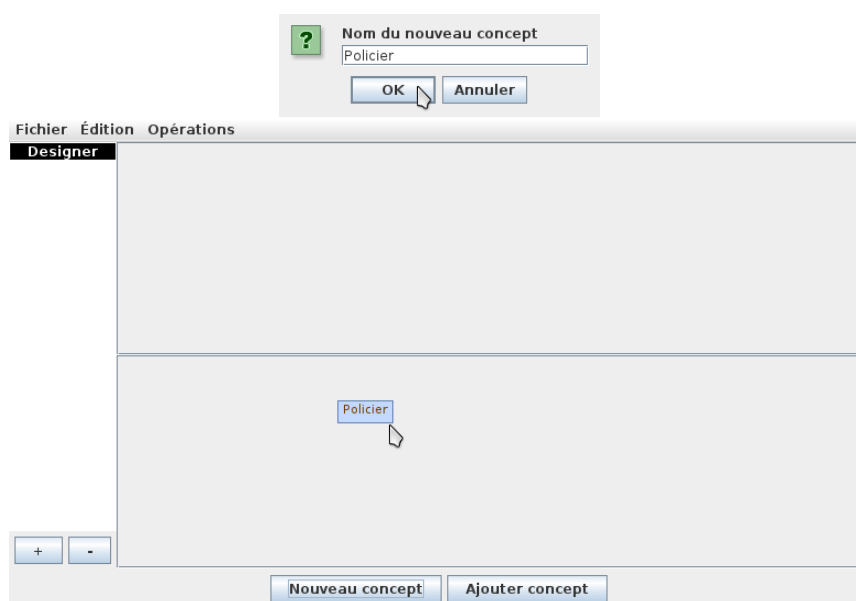 Nom du nouveau concept
Policier
OK Annuler
Fichier Édition Opérations
Designer
Policier
+ -
Nouveau concept Ajouter concept